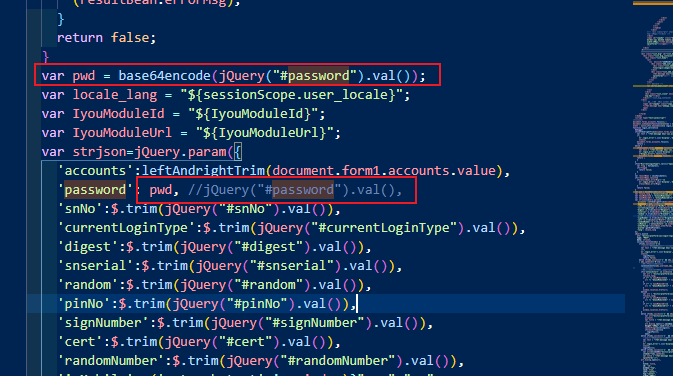 (resultBean.errorMsg);
}
return false;
}
var pwd = base64encode(jQuery("#password").val());
var locale_lang = "${sessionScope.user_locale}";
var IyouModuleId = "${IyouModuleId}";
var IyouModuleUrl = "${IyouModuleUrl}";
var strjson=jQuery.param({
'accounts':leftAndrightTrim(document.form1.accounts.value),
'password': pwd, //jQuery("#password").val(),
'snNo':$.trim(jQuery("#snNo").val()),
'currentLoginType':$.trim(jQuery("#currentLoginType").val()),
'digest':$.trim(jQuery("#digest").val()),
'snserial':$.trim(jQuery("#snserial").val()),
'random':$.trim(jQuery("#random").val()),
'pinNo':$.trim(jQuery("#pinNo").val()),
'signNumber':$.trim(jQuery("#signNumber").val()),
'cert':$.trim(jQuery("#cert").val()),
'randomNumber':$.trim(jQuery("#randomNumber").val()),